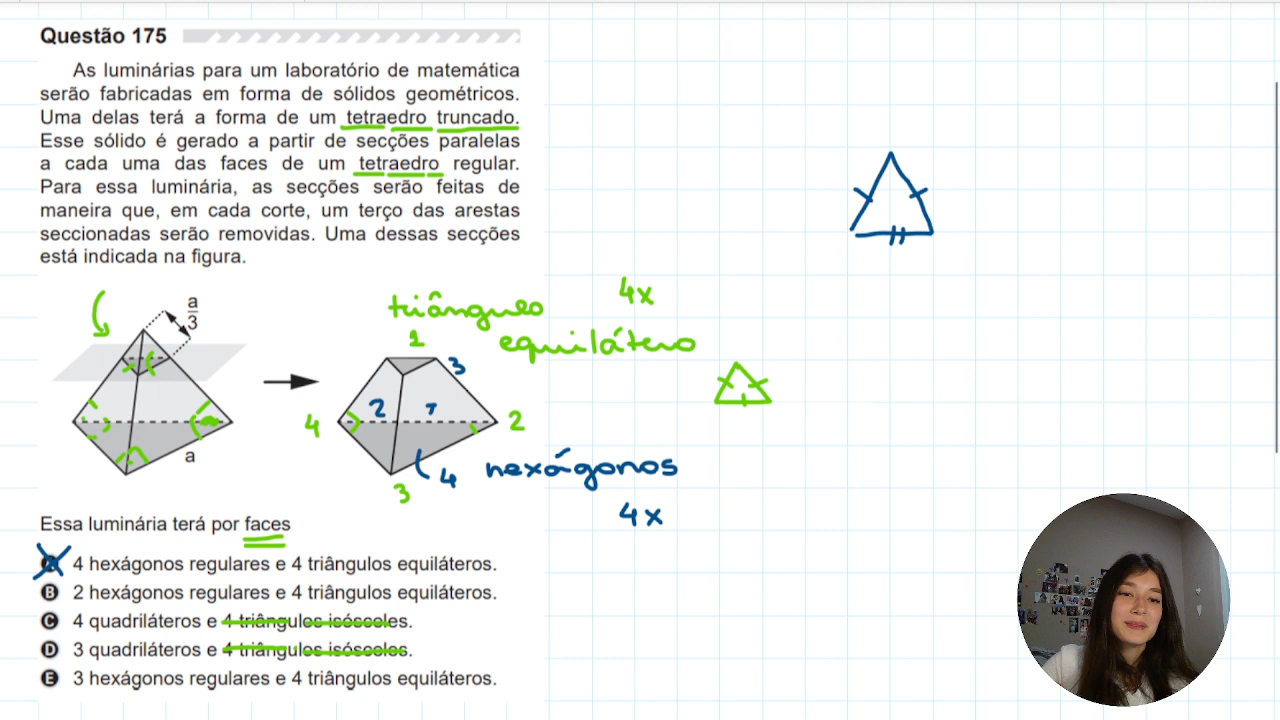 Questão 175
As luminárias para um laboratório de matemática
serão fabricadas em forma de sólidos geométricos.
Uma delas terá a forma de um tetraedro truncado.
Esse sólido é gerado a partir de secções paralelas
a cada uma das faces de um tetraedro regular.
Para essa luminária, as secções serão feitas de
maneira que, em cada corte, um terço das arestas
seccionadas serão removidas. Uma dessas secções
está indicada na figura.
a
3
triângulo 4x
equilátero
1
3
2
4
2
a
4 hexágonos
3
4x
Essa luminária terá por faces
4 hexágonos regulares e 4 triângulos equiláteros.
B 2 hexágonos regulares e 4 triângulos equiláteros.
C 4 quadriláteros e 4 triângulos isósceles.
D 3 quadriláteros e 4 triângulos isósceles.
E 3 hexágonos regulares e 4 triângulos equiláteros.